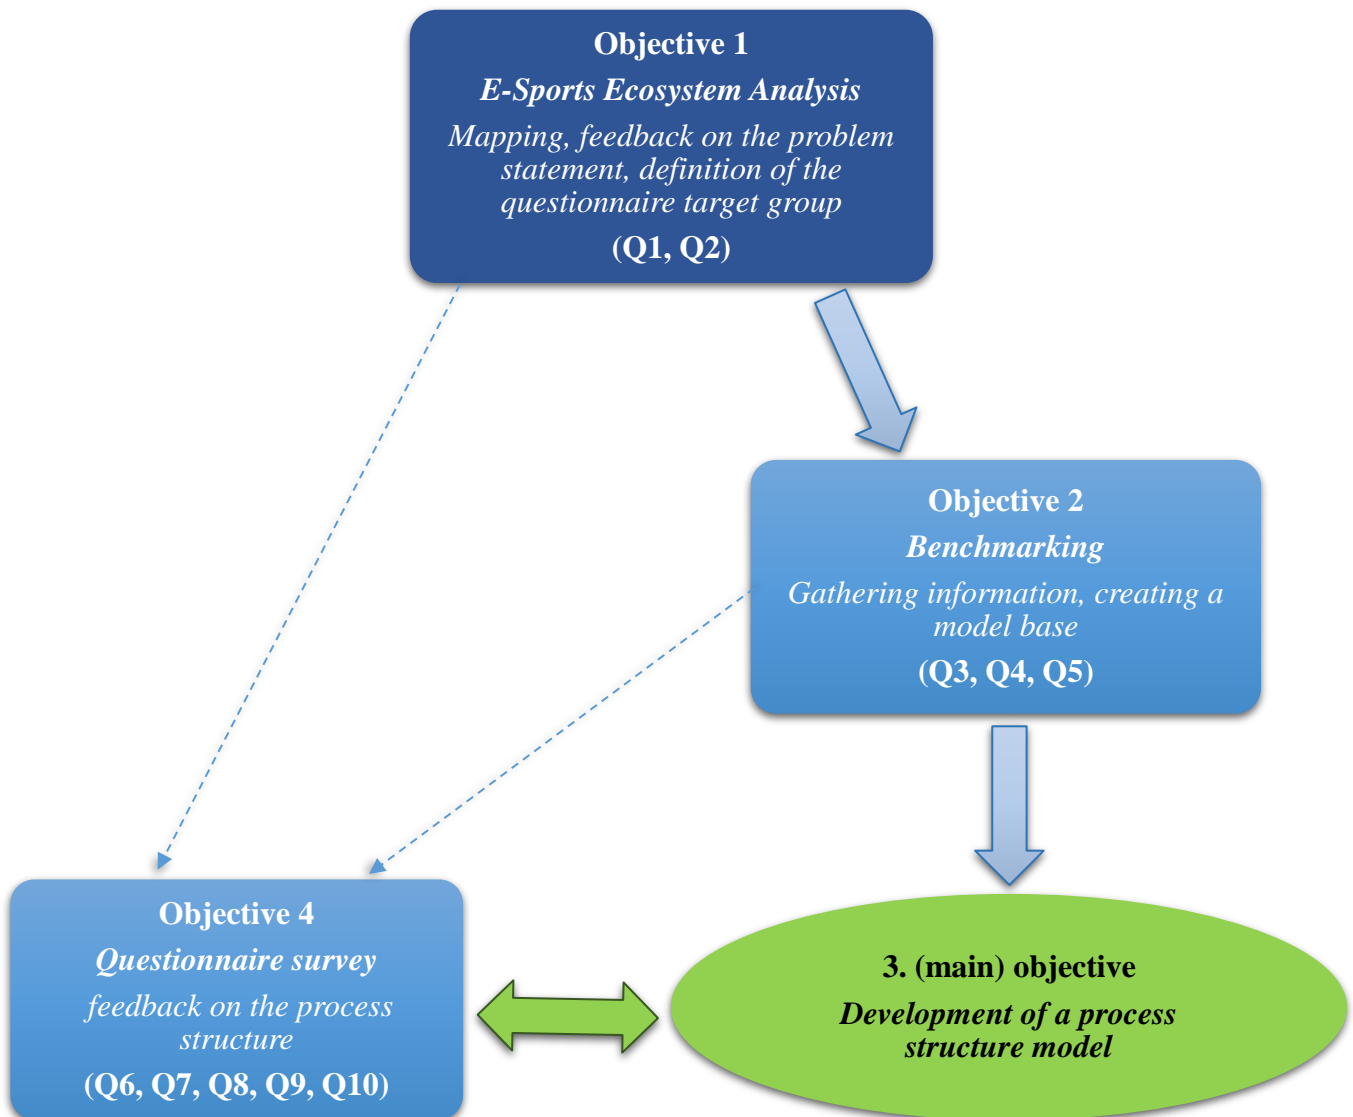 Objective 1
E-Sports Ecosystem Analysis
Mapping, feedback on the problem
statement, definition of the
questionnaire target group
(Q1, Q2)
Objective 2
Benchmarking
Gathering information, creating a
model base
(Q3, Q4, Q5)
Objective 4
Questionnaire survey
feedback on the process
structure
(Q6, Q7, Q8, Q9, Q10)
3. (main) objective
Development of a process
structure model